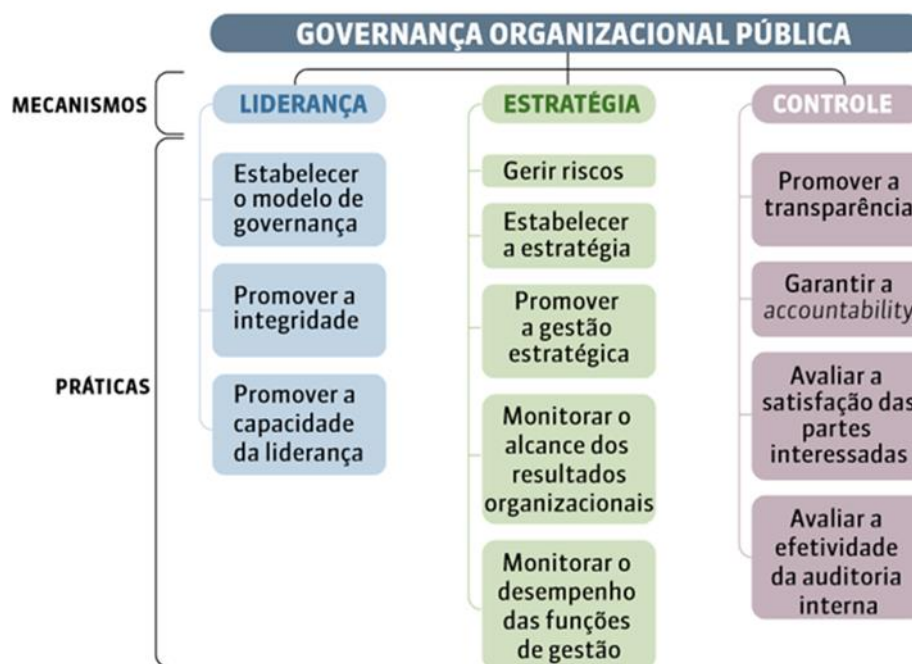 GOVERNANÇA ORGANIZACIONAL PÚBLICA
MECANISMOS
LIDERANÇA
ESTRATÉGIA
CONTROLE
PRÁTICAS
Estabelecer
o modelo de
governança
Promover a
integridade
Promover a
capacidade
da liderança
Gerir riscos
Estabelecer
a estratégia
Promover
a gestão
estratégica
Monitorar o
alcance dos
resultados
organizacionais
Monitorar o
desempenho
das funções
de gestão
Promover a
transparência
Garantir a
accountability
Avaliar a
satisfação das
partes
interessadas
Avaliar a
efetividade
da auditoria
interna